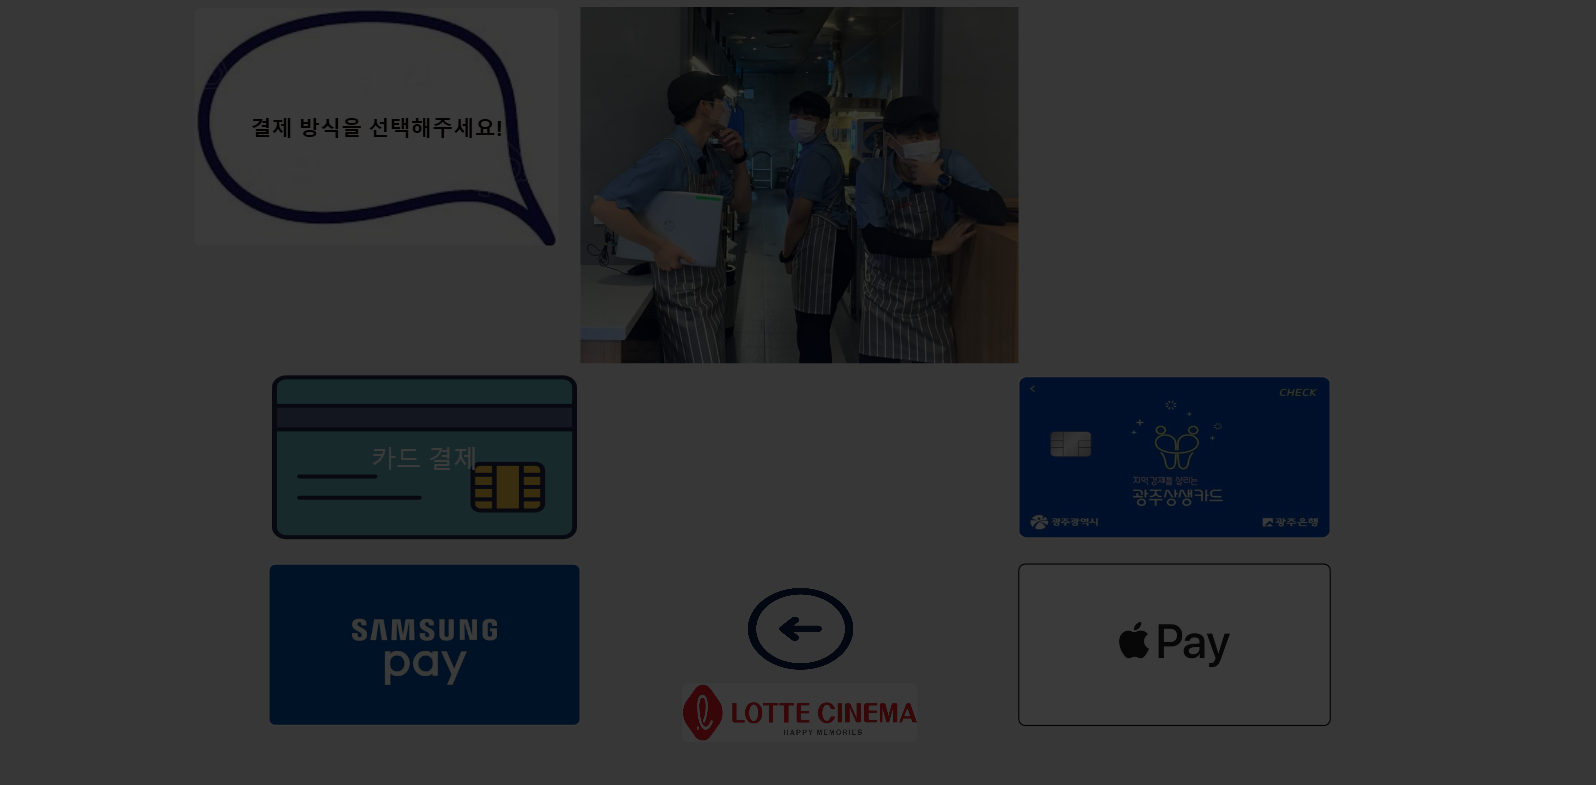 결제 방식을 선택해주세요!
카드 결제
CHECK
지역경제를 살리는
광주상생카드
광주광역시
광주은행
SAMSUNG
pay
Pay
LOTTE CINEMA
HAPPY MEMORIES